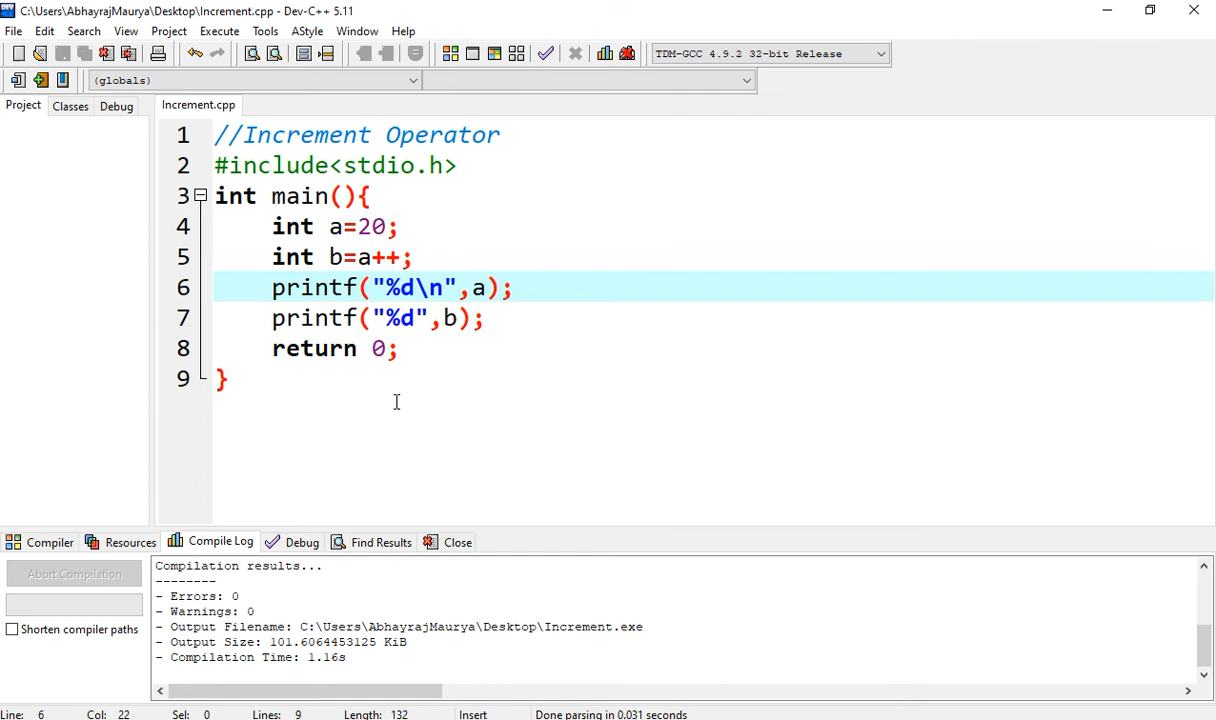 C:\Users\AbhayrajMaurya\Desktop\Increment.cpp - Dev-C++ 5.11
File Edit Search View Project Execute Tools AStyle Window Help
TDM-GCC 4.9.2 32-bit Release
(globals)
Project Classes Debug Increment.cpp
1 //Increment Operator
2 #include<stdio.h>
3 int main(){
4 int a=20;
5 int b=a++;
6 printf("%d\n",a);
7 printf("%d",b);
8 return 0;
9 }
Compiler Resources Compile Log Debug Find Results Close
Compilation results...
Abort Compilation
--------
- Errors: 0
- Warnings: 0
- Output Filename: C:\Users\AbhayrajMaurya\Desktop\Increment.exe
Shorten compiler paths
- Output Size: 101.6064453125 KiB
- Compilation Time: 1.16s
Line: 6 Col: 22 Sel: 0 Lines: 9 Length: 132 Insert Done parsing in 0.031 seconds